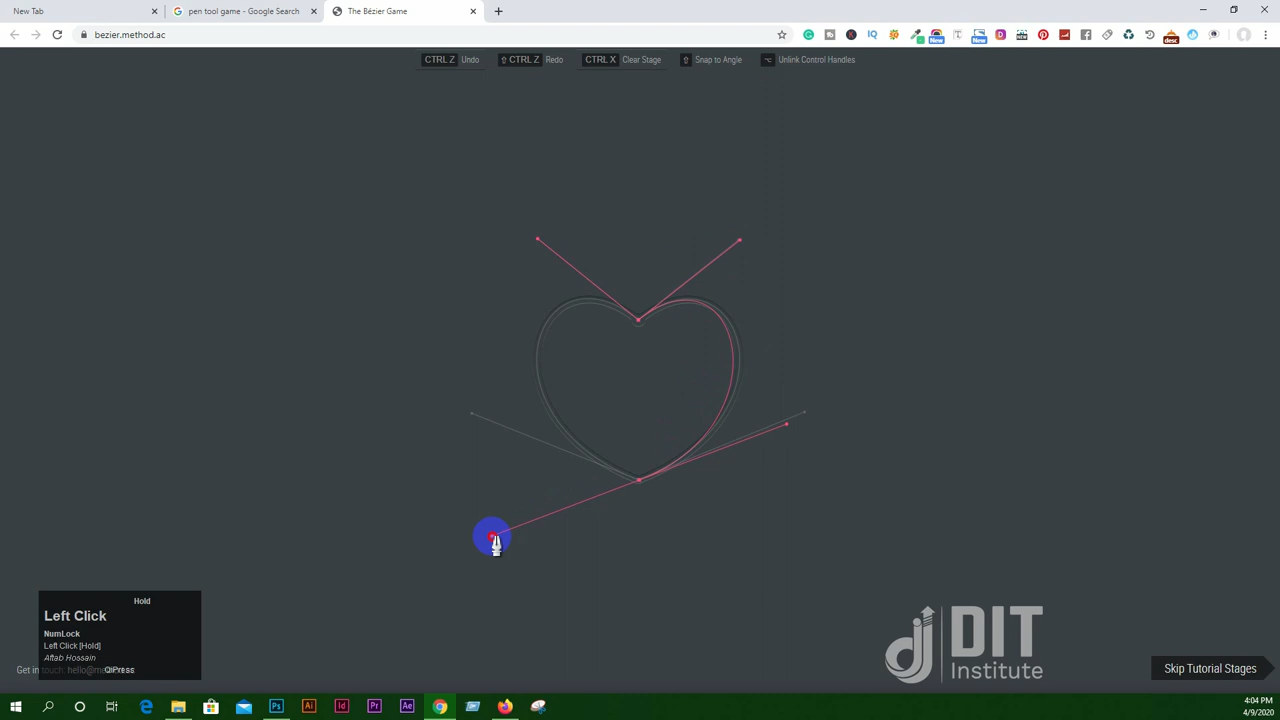 New Tab
pen tool game - Google Search
The Bézier Game
bezier.method.ac
CTRL Z Undo
⇧ CTRL Z Redo
CTRL X Clear Stage
⇧ Snap to Angle
⌥ Unlink Control Handles
Hold
Left Click
NumLock
Left Click [Hold]
Aftab Hossain
Get in touch:
QiPress
DIT
Institute
Skip Tutorial Stages
4:04 PM
4/9/2020